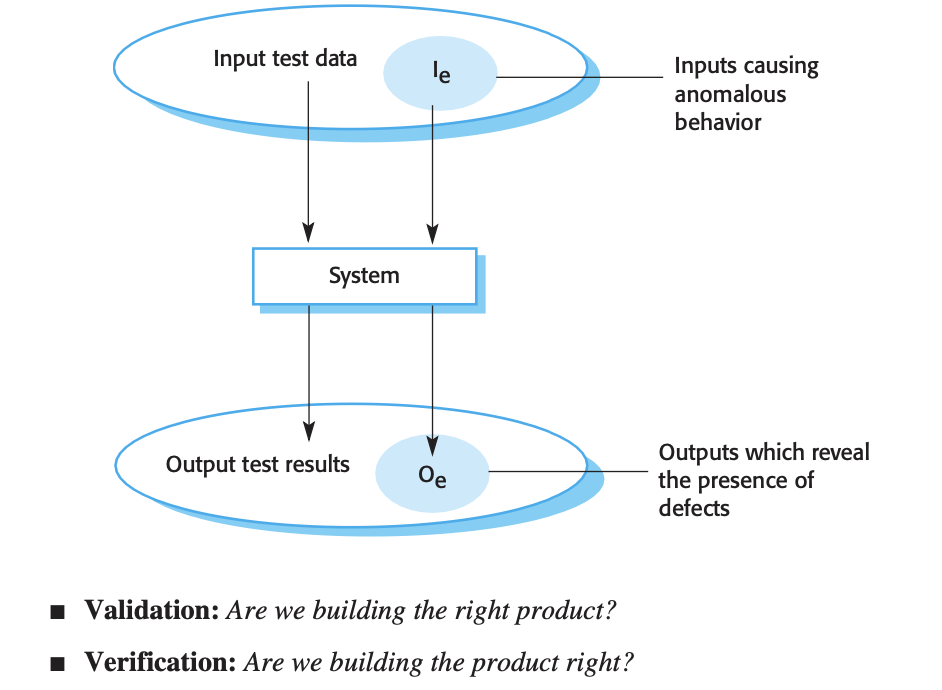 Input test data
Ie
Inputs causing
anomalous
behavior
System
Output test results
Oe
Outputs which reveal
the presence of
defects
■ Validation: Are we building the right product?
■ Verification: Are we building the product right?